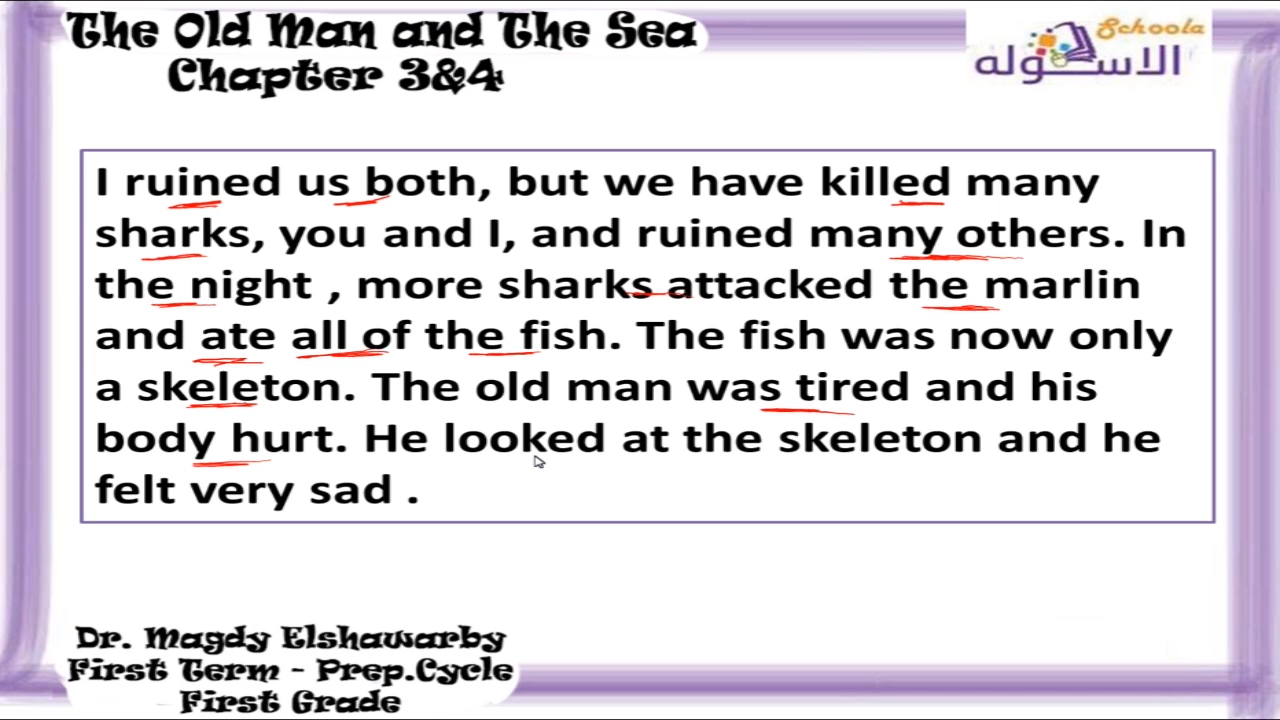 The Old Man and The Sea
Chapter 3&4
Schoola
الاسكوله
I ruined us both, but we have killed many
sharks, you and I, and ruined many others. In
the night , more sharks attacked the marlin
and ate all of the fish. The fish was now only
a skeleton. The old man was tired and his
body hurt. He looked at the skeleton and he
felt very sad .
Dr. Magdy Elshawarby
First Term - Prep.Cycle
First Grade